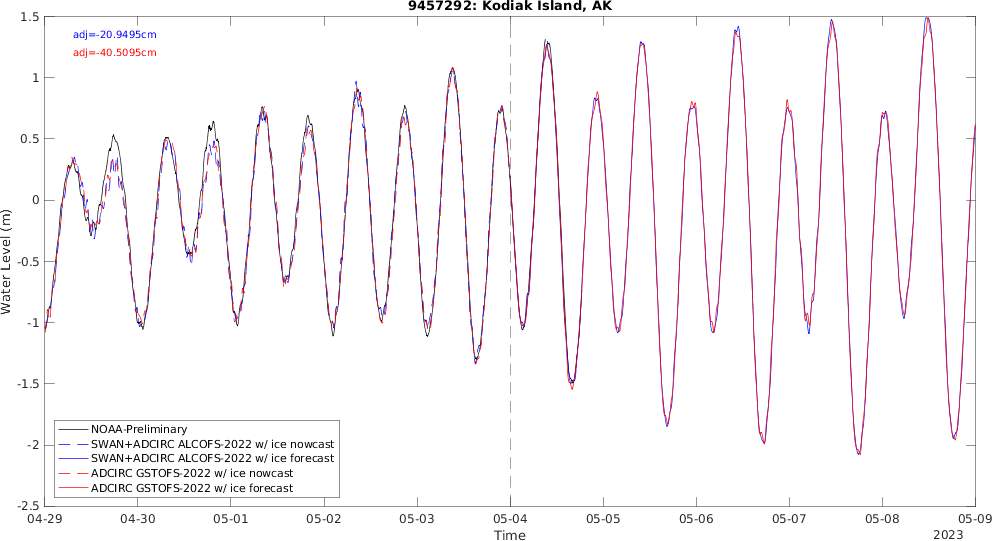 9457292: Kodiak Island, AK
adj=-20.9495cm
adj=-40.5095cm
1.5
1
0.5
0
-0.5
-1
-1.5
-2
-2.5
Water Level (m)
NOAA-Preliminary
SWAN+ADCIRC ALCOFS-2022 w/ ice nowcast
SWAN+ADCIRC ALCOFS-2022 w/ ice forecast
ADCIRC GSTOFS-2022 w/ ice nowcast
ADCIRC GSTOFS-2022 w/ ice forecast
04-29 04-30 05-01 05-02 05-03 05-04 05-05 05-06 05-07 05-08 05-09
Time
2023